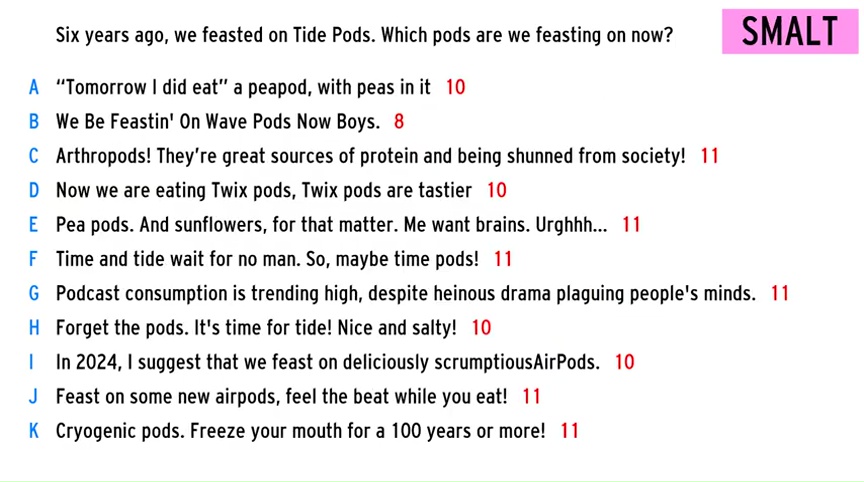 Six years ago, we feasted on Tide Pods. Which pods are we feasting on now?
SMALT
A "Tomorrow I did eat" a peapod, with peas in it 10
B We Be Feastin' On Wave Pods Now Boys. 8
C Arthropods! They're great sources of protein and being shunned from society! 11
D Now we are eating Twix pods, Twix pods are tastier 10
E Pea pods. And sunflowers, for that matter. Me want brains. Urghhh... 11
F Time and tide wait for no man. So, maybe time pods! 11
G Podcast consumption is trending high, despite heinous drama plaguing people's minds. 11
H Forget the pods. It's time for tide! Nice and salty! 10
I In 2024, I suggest that we feast on deliciously scrumptiousAirPods. 10
J Feast on some new airpods, feel the beat while you eat! 11
K Cryogenic pods. Freeze your mouth for a 100 years or more! 11